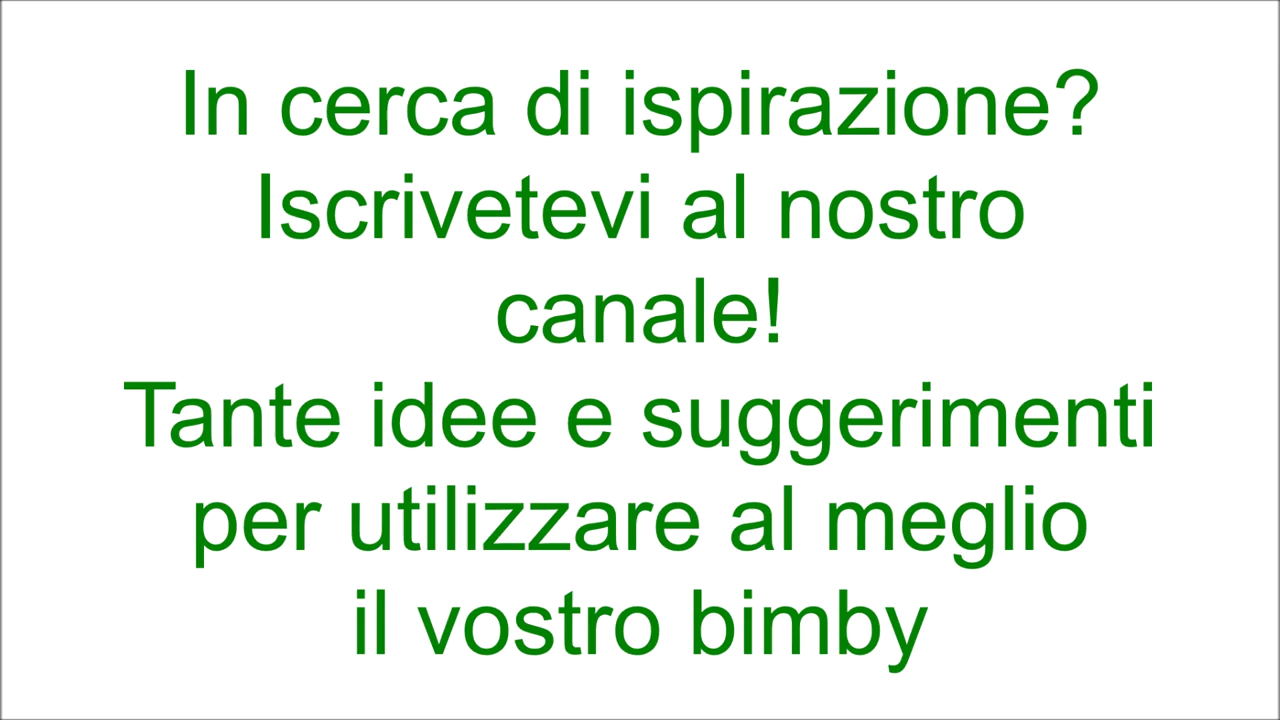 In cerca di ispirazione?
Iscrivetevi al nostro
canale!
Tante idee e suggerimenti
per utilizzare al meglio
il vostro bimby